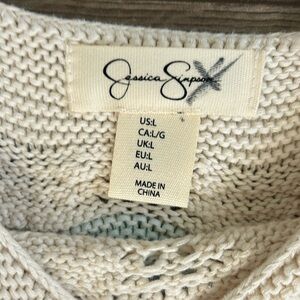 Jessica Simpson
US:L
CA:L/G
UK:L
EU:L
AU:L
MADE IN
CHINA